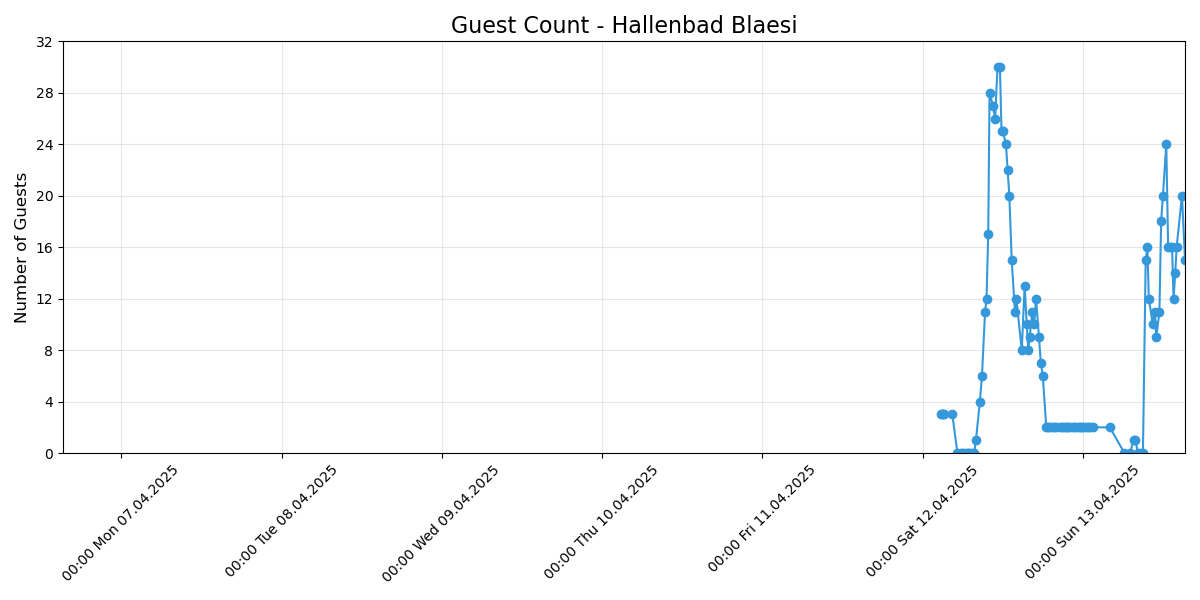 Guest Count - Hallenbad Blaesi
Number of Guests
32
28
24
20
16
12
8
4
0
00:00 Mon 07.04.2025
00:00 Tue 08.04.2025
00:00 Wed 09.04.2025
00:00 Thu 10.04.2025
00:00 Fri 11.04.2025
00:00 Sat 12.04.2025
00:00 Sun 13.04.2025